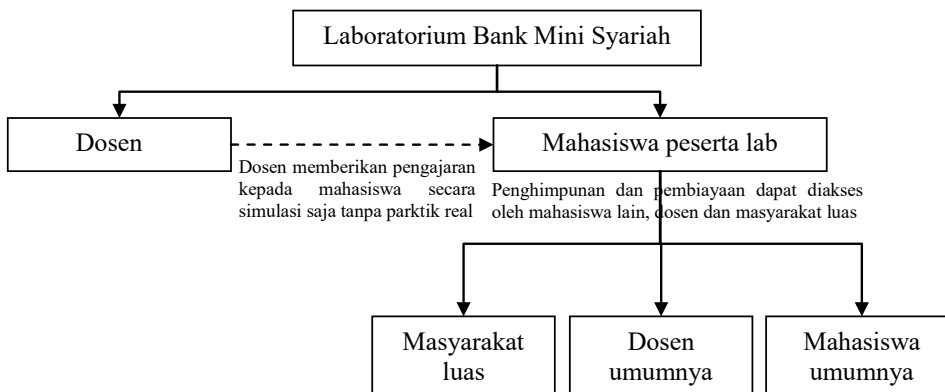 Laboratorium Bank Mini Syariah
Dosen
Mahasiswa peserta lab
Dosen memberikan pengajaran
kepada mahasiswa secara
simulasi saja tanpa parktik real
Penghimpunan dan pembiayaan dapat diakses
oleh mahasiswa lain, dosen dan masyarakat luas
Masyarakat
luas
Dosen
umumnya
Mahasiswa
umumnya